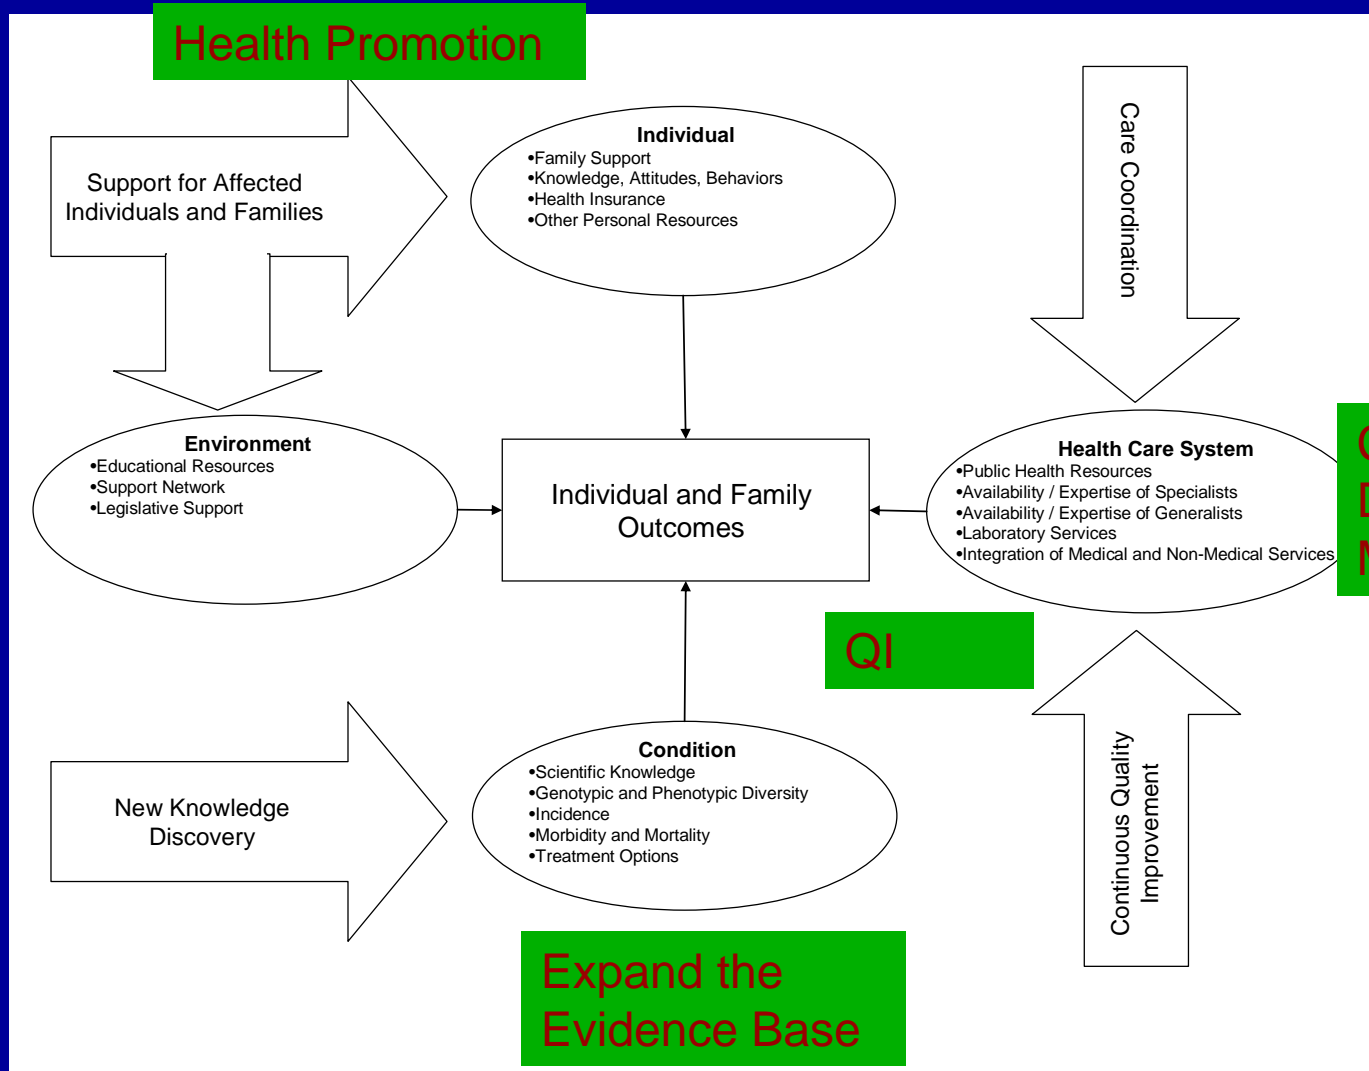 Health Promotion
Support for Affected
Individuals and Families
Individual
•Family Support
•Knowledge, Attitudes, Behaviors
•Health Insurance
•Other Personal Resources
Care Coordination
Environment
•Educational Resources
•Support Network
•Legislative Support
Individual and Family
Outcomes
Health Care System
•Public Health Resources
•Availability / Expertise of Specialists
•Availability / Expertise of Generalists
•Laboratory Services
•Integration of Medical and Non-Medical Services
QI
New Knowledge
Discovery
Condition
•Scientific Knowledge
•Genotypic and Phenotypic Diversity
•Incidence
•Morbidity and Mortality
•Treatment Options
Continuous Quality
Improvement
Expand the
Evidence Base